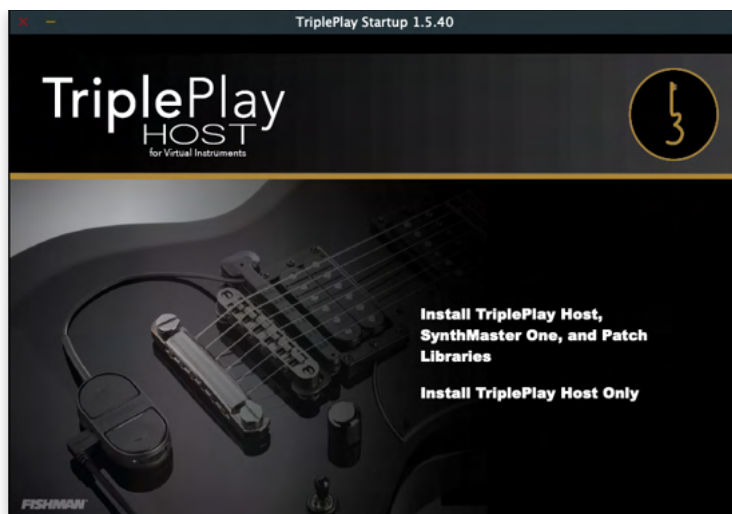 TriplePlay Startup 1.5.40
TriplePlay
HOST
for Virtual Instruments
Install TriplePlay Host,
SynthMaster One, and Patch
Libraries
Install TriplePlay Host Only
FISHMAN